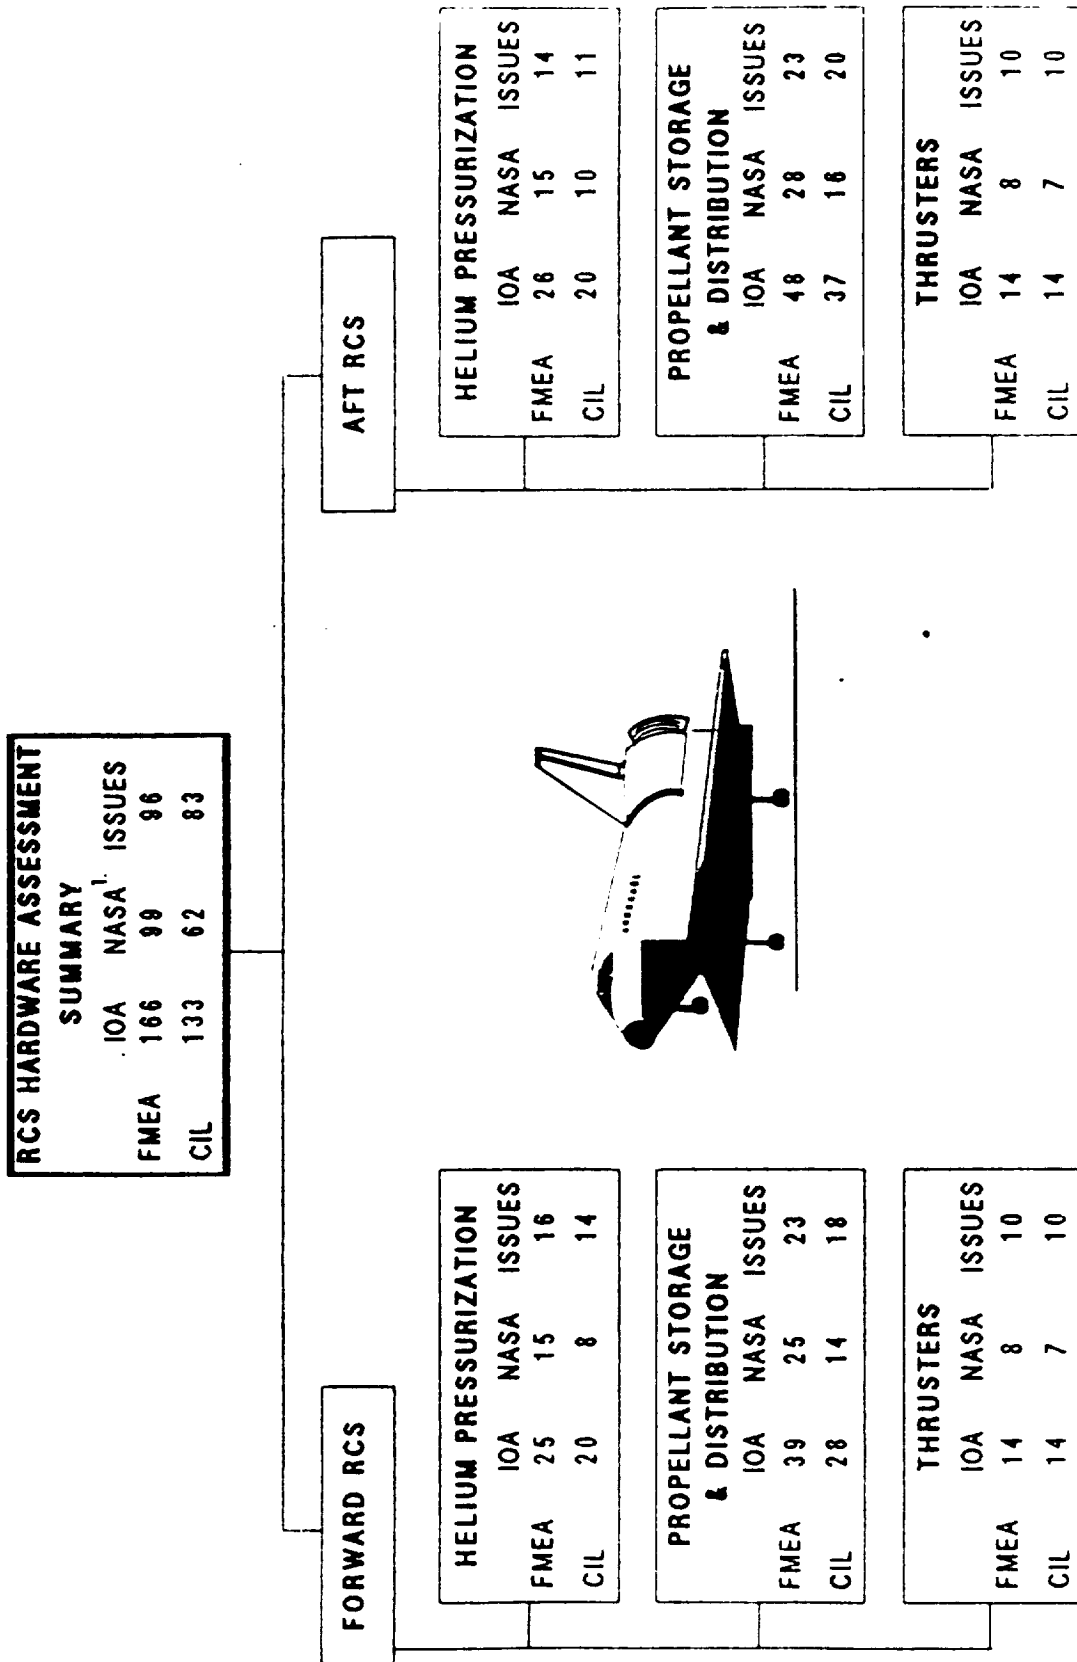 RCS HARDWARE ASSESSMENT
SUMMARY
IOA NASA1. ISSUES
FMEA 166 99 96
CIL 133 62 83
FORWARD RCS
HELIUM PRESSURIZATION
IOA NASA ISSUES
FMEA 25 15 16
CIL 20 8 14
PROPELLANT STORAGE
& DISTRIBUTION
IOA NASA ISSUES
FMEA 39 25 23
CIL 28 14 18
THRUSTERS
IOA NASA ISSUES
FMEA 14 8 10
CIL 14 7 10
AFT RCS
HELIUM PRESSURIZATION
IOA NASA ISSUES
FMEA 26 15 14
CIL 20 10 11
PROPELLANT STORAGE
& DISTRIBUTION
IOA NASA ISSUES
FMEA 48 28 23
CIL 37 16 20
THRUSTERS
IOA NASA ISSUES
FMEA 14 8 10
CIL 14 7 10